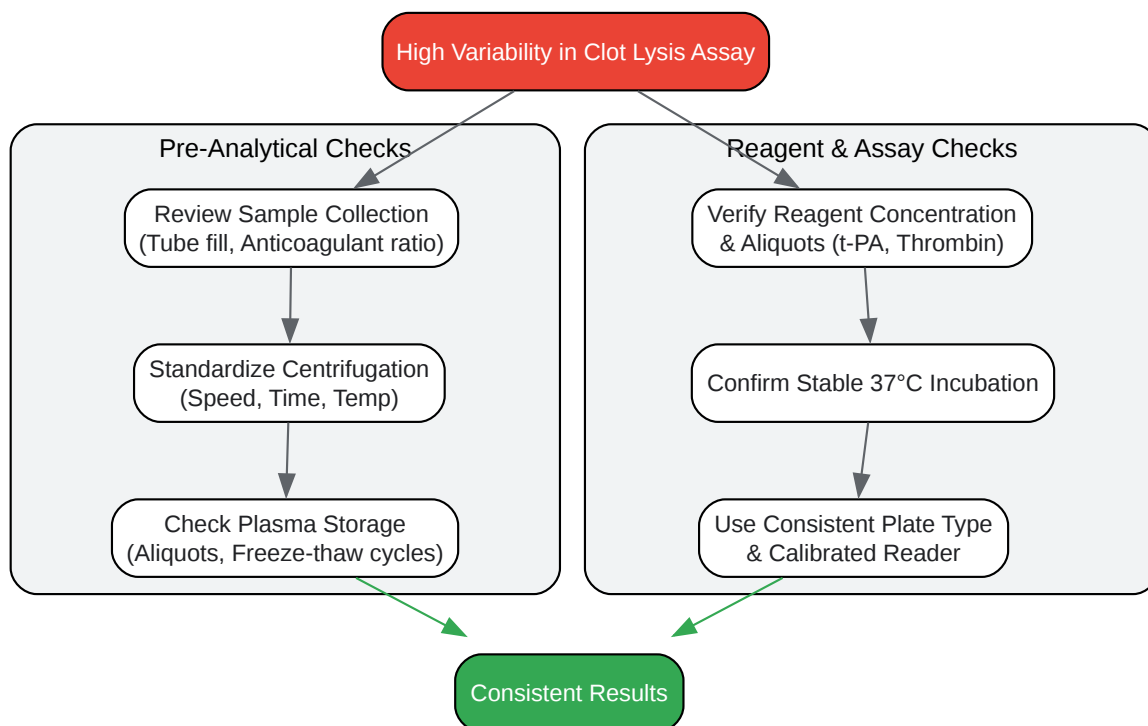 High Variability in Clot Lysis Assay
Pre-Analytical Checks
Review Sample Collection
(Tube fill, Anticoagulant ratio)
Standardize Centrifugation
(Speed, Time, Temp)
Check Plasma Storage
(Aliquots, Freeze-thaw cycles)
Reagent & Assay Checks
Verify Reagent Concentration
& Aliquots (t-PA, Thrombin)
Confirm Stable 37°C Incubation
Use Consistent Plate Type
& Calibrated Reader
Consistent Results